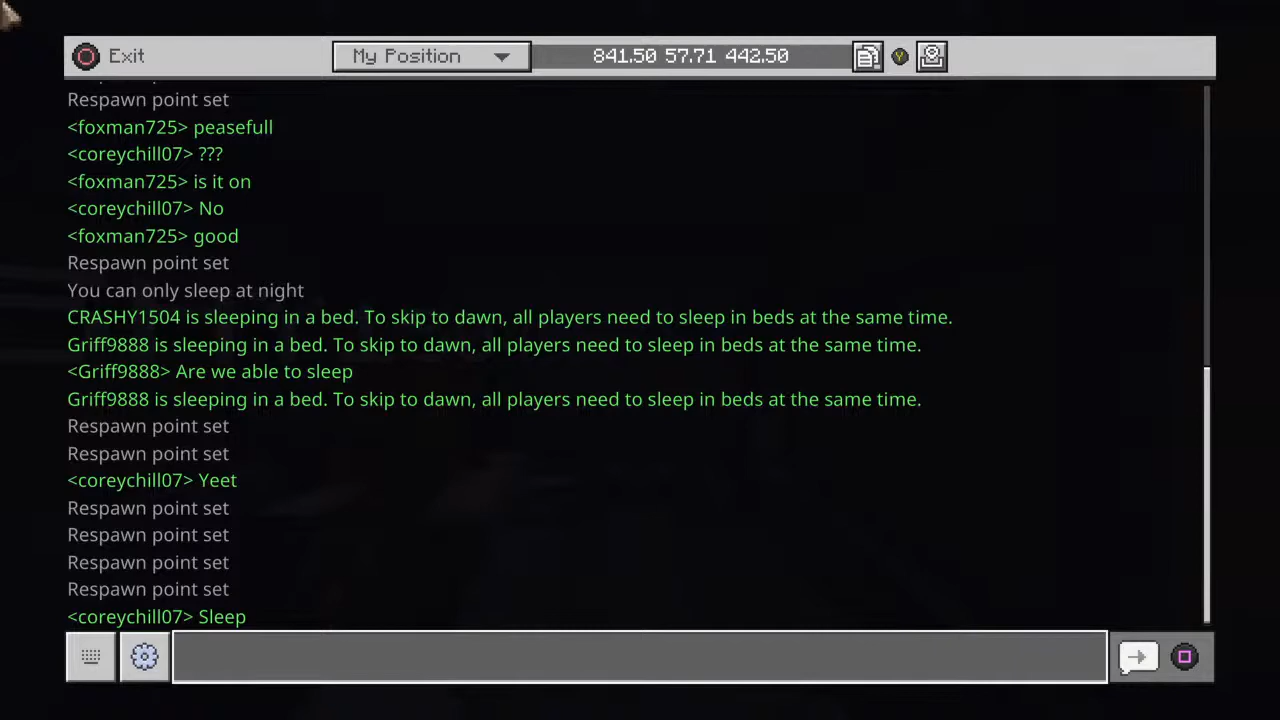 Exit
My Position
841.50 57.71 442.50
Y
Respawn point set
<foxman725> peasefull
<coreychill07> ???
<foxman725> is it on
<coreychill07> No
<foxman725> good
Respawn point set
You can only sleep at night
CRASHY1504 is sleeping in a bed. To skip to dawn, all players need to sleep in beds at the same time.
Griff9888 is sleeping in a bed. To skip to dawn, all players need to sleep in beds at the same time.
<Griff9888> Are we able to sleep
Griff9888 is sleeping in a bed. To skip to dawn, all players need to sleep in beds at the same time.
Respawn point set
Respawn point set
<coreychill07> Yeet
Respawn point set
Respawn point set
Respawn point set
Respawn point set
<coreychill07> Sleep